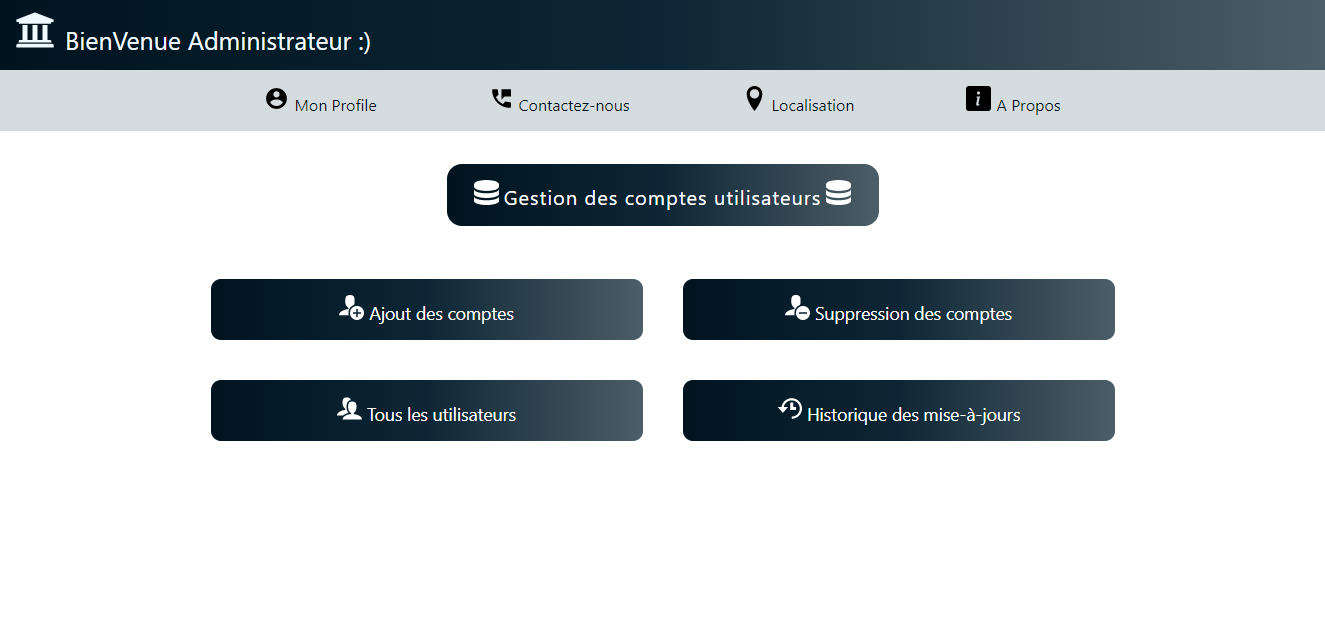 BienVenue Administrateur :)
Mon Profile Contactez-nous Localisation A Propos
Gestion des comptes utilisateurs
Ajout des comptes Suppression des comptes
Tous les utilisateurs Historique des mise-à-jours